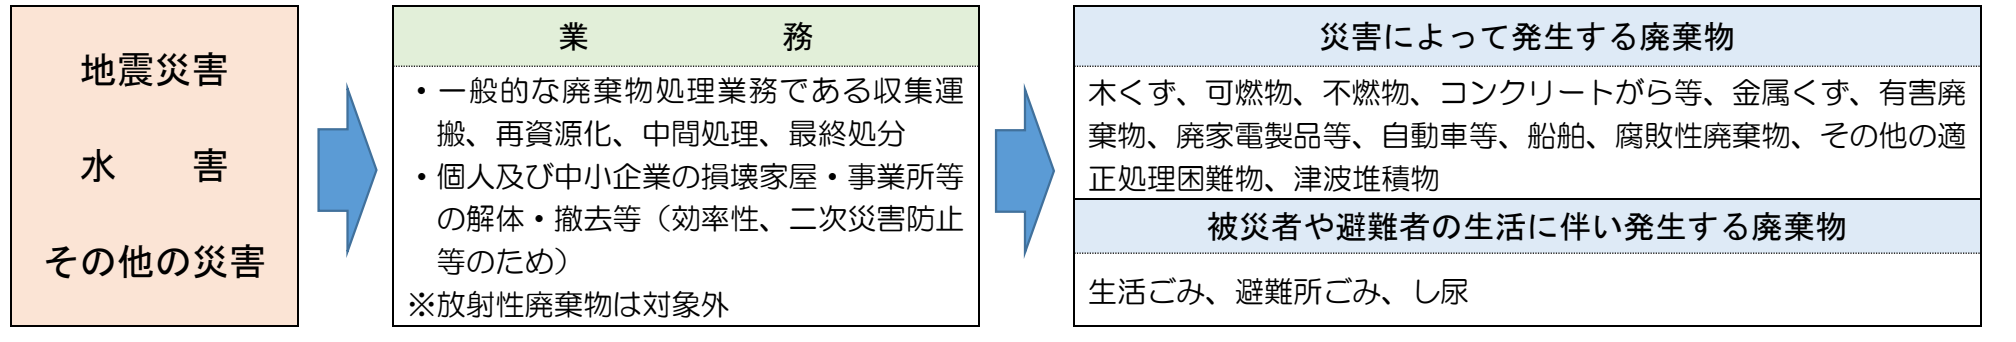 地震災害
水　　害
その他の災害
業　　　　　　務
・一般的な廃棄物処理業務である収集運
搬、再資源化、中間処理、最終処分
・個人及び中小企業の損壊家屋・事業所等
の解体・撤去等（効率性、二次災害防止
等のため）
※放射性廃棄物は対象外
災害によって発生する廃棄物
木くず、可燃物、不燃物、コンクリートがら等、金属くず、有害廃
棄物、廃家電製品等、自動車等、船舶、腐敗性廃棄物、その他の適
正処理困難物、津波堆積物
被災者や避難者の生活に伴い発生する廃棄物
生活ごみ、避難所ごみ、し尿